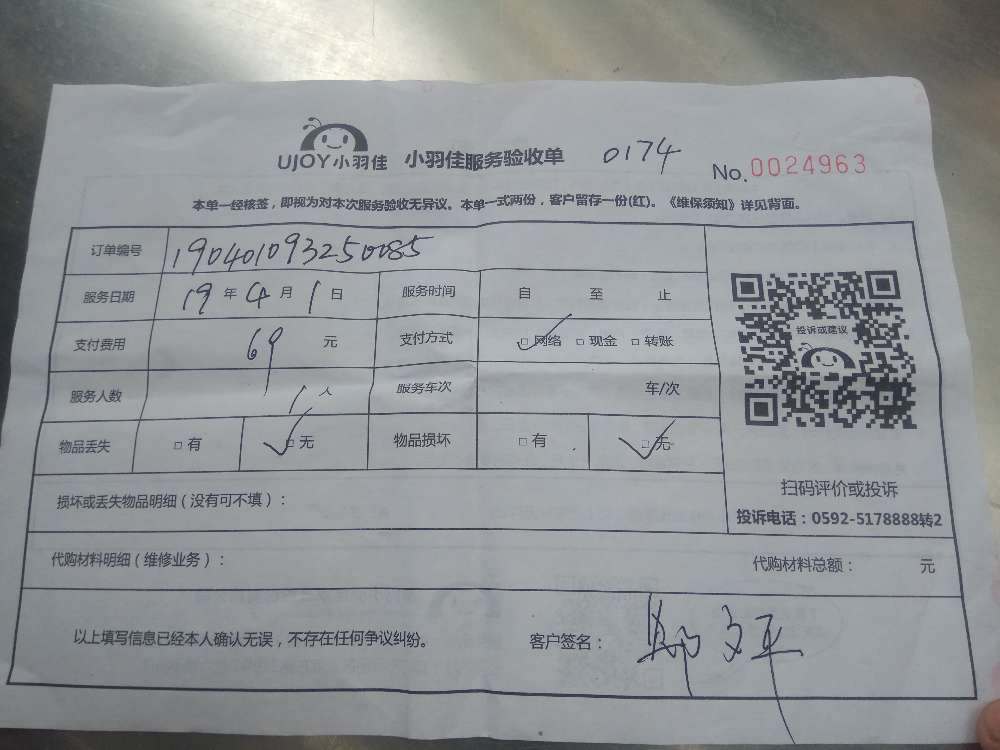 UJOY小羽佳 小羽佳服务验收单 0174 No.0024963
本单一经核签，即视为对本次服务验收无异议。本单一式两份，客户留存一份(红)。《维保须知》详见背面。
订单编号 190401093250085
服务日期 19年4月1日 服务时间 自 至 止
支付费用 69元 支付方式 ☑网络 □现金 □转账
服务人数 1人 服务车次 车/次
物品丢失 □有 ☑无 物品损坏 □有 ☑无
投诉或建议
扫码评价或投诉
投诉电话：0592-5178888转2
损坏或丢失物品明细（没有可不填）：
代购材料明细（维修业务）： 代购材料总额： 元
以上填写信息已经本人确认无误，不存在任何争议纠纷。 客户签名：